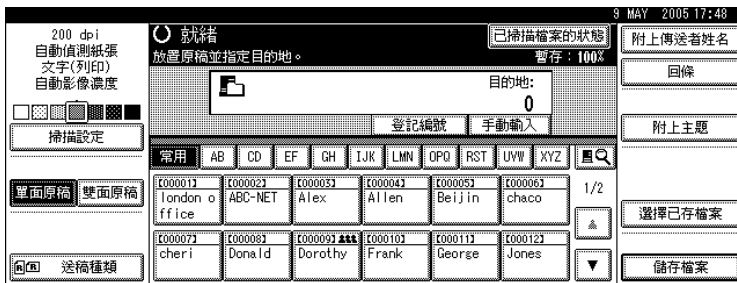 9 MAY 2005 17:48
200 dpi
自動偵測紙張
文字(列印)
自動影像濃度
掃描設定
單面原稿
雙面原稿
送稿種類
就緒
已掃描檔案的狀態
放置原稿並指定目的地。
暫存：100%
目的地:
0
登記編號
手動輸入
常用 AB CD EF GH IJK LMN OPQ RST UVW XYZ
[00001] [00002] [00003] [00004] [00005] [00006]
london o ABC-NET Alex Allen Beijin chaco
ffice
1/2
[00007] [00008] [00009] [00010] [00011] [00012]
cheri Donald Dorothy Frank George Jones
附上傳送者姓名
回條
附上主題
選擇已存檔案
儲存檔案